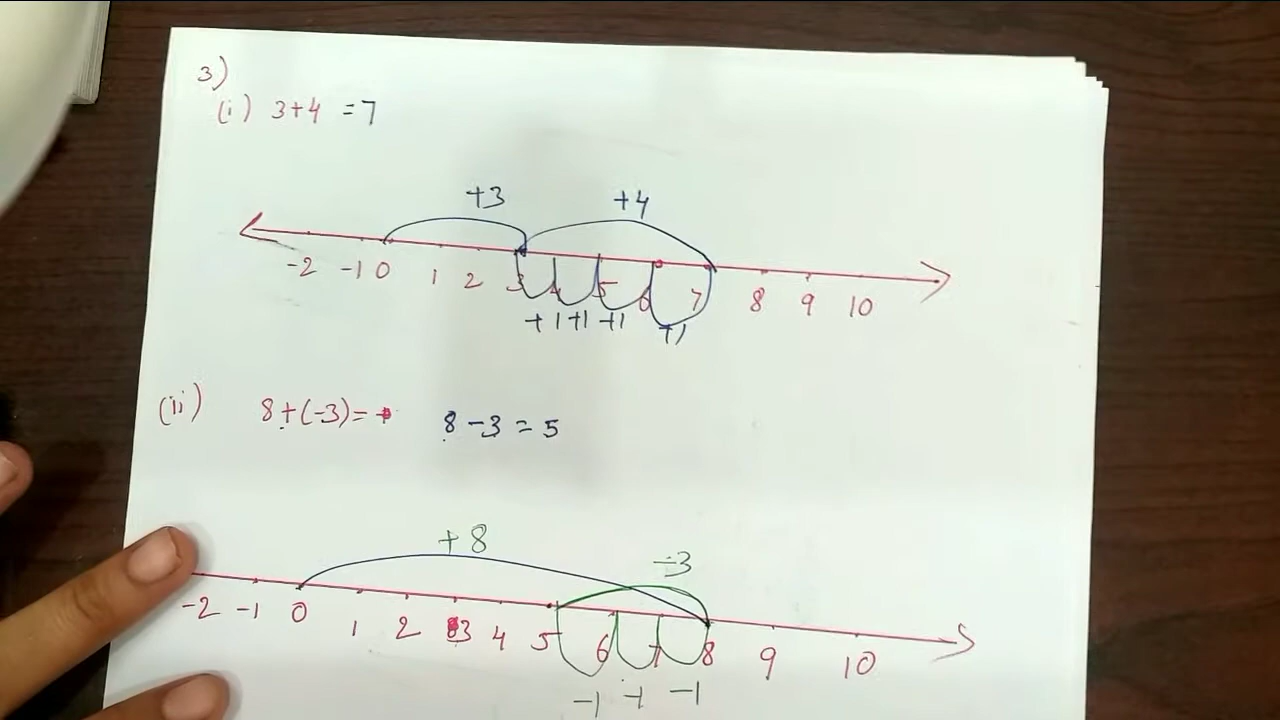 3)
(i) 3+4 =7
+3 +4
-2 -1 0 1 2 3 4 5 6 7 8 9 10
+1 +1 +1 +1
(ii) 8+(-3)= 8-3=5
+8 -3
-2 -1 0 1 2 3 4 5 6 7 8 9 10
-1 -1 -1